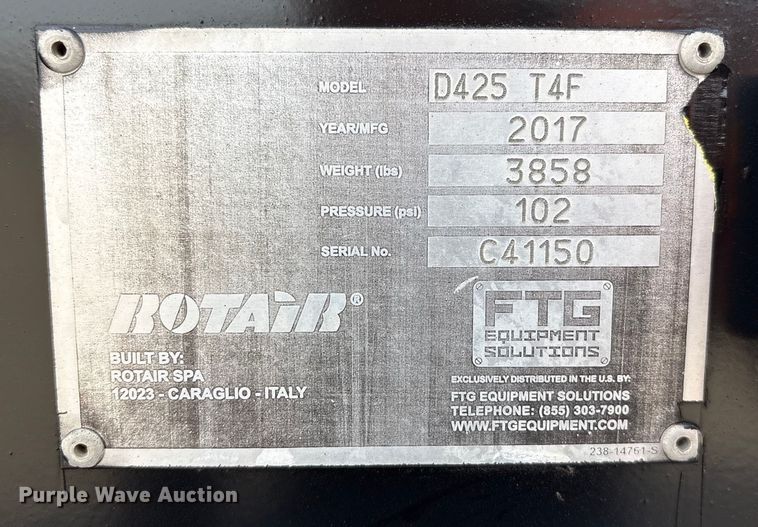 MODEL D425 T4F
YEAR/MFG 2017
WEIGHT (lbs) 3858
PRESSURE (psi) 102
SERIAL No. C41150
ROTAIR®
BUILT BY:
ROTAIR SPA
12023 - CARAGLIO - ITALY
FTG
EQUIPMENT
SOLUTIONS
EXCLUSIVELY DISTRIBUTED IN THE U.S. BY:
FTG EQUIPMENT SOLUTIONS
TELEPHONE: (855) 303-7900
WWW.FTGEQUIPMENT.COM
238-14761-S
Purple Wave Auction